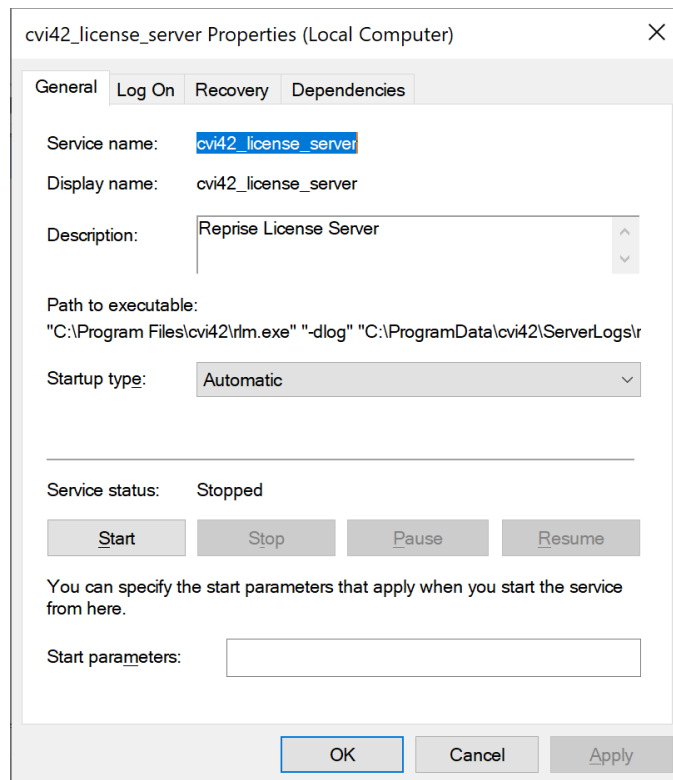 cvi42_license_server Properties (Local Computer)
General Log On Recovery Dependencies
Service name: cvi42_license_server
Display name: cvi42_license_server
Description: Reprise License Server
Path to executable:
"C:\Program Files\cvi42\rlm.exe" "-dlog" "C:\ProgramData\cvi42\ServerLogs\r
Startup type: Automatic
Service status: Stopped
Start Stop Pause Resume
You can specify the start parameters that apply when you start the service
from here.
Start parameters:
OK Cancel Apply